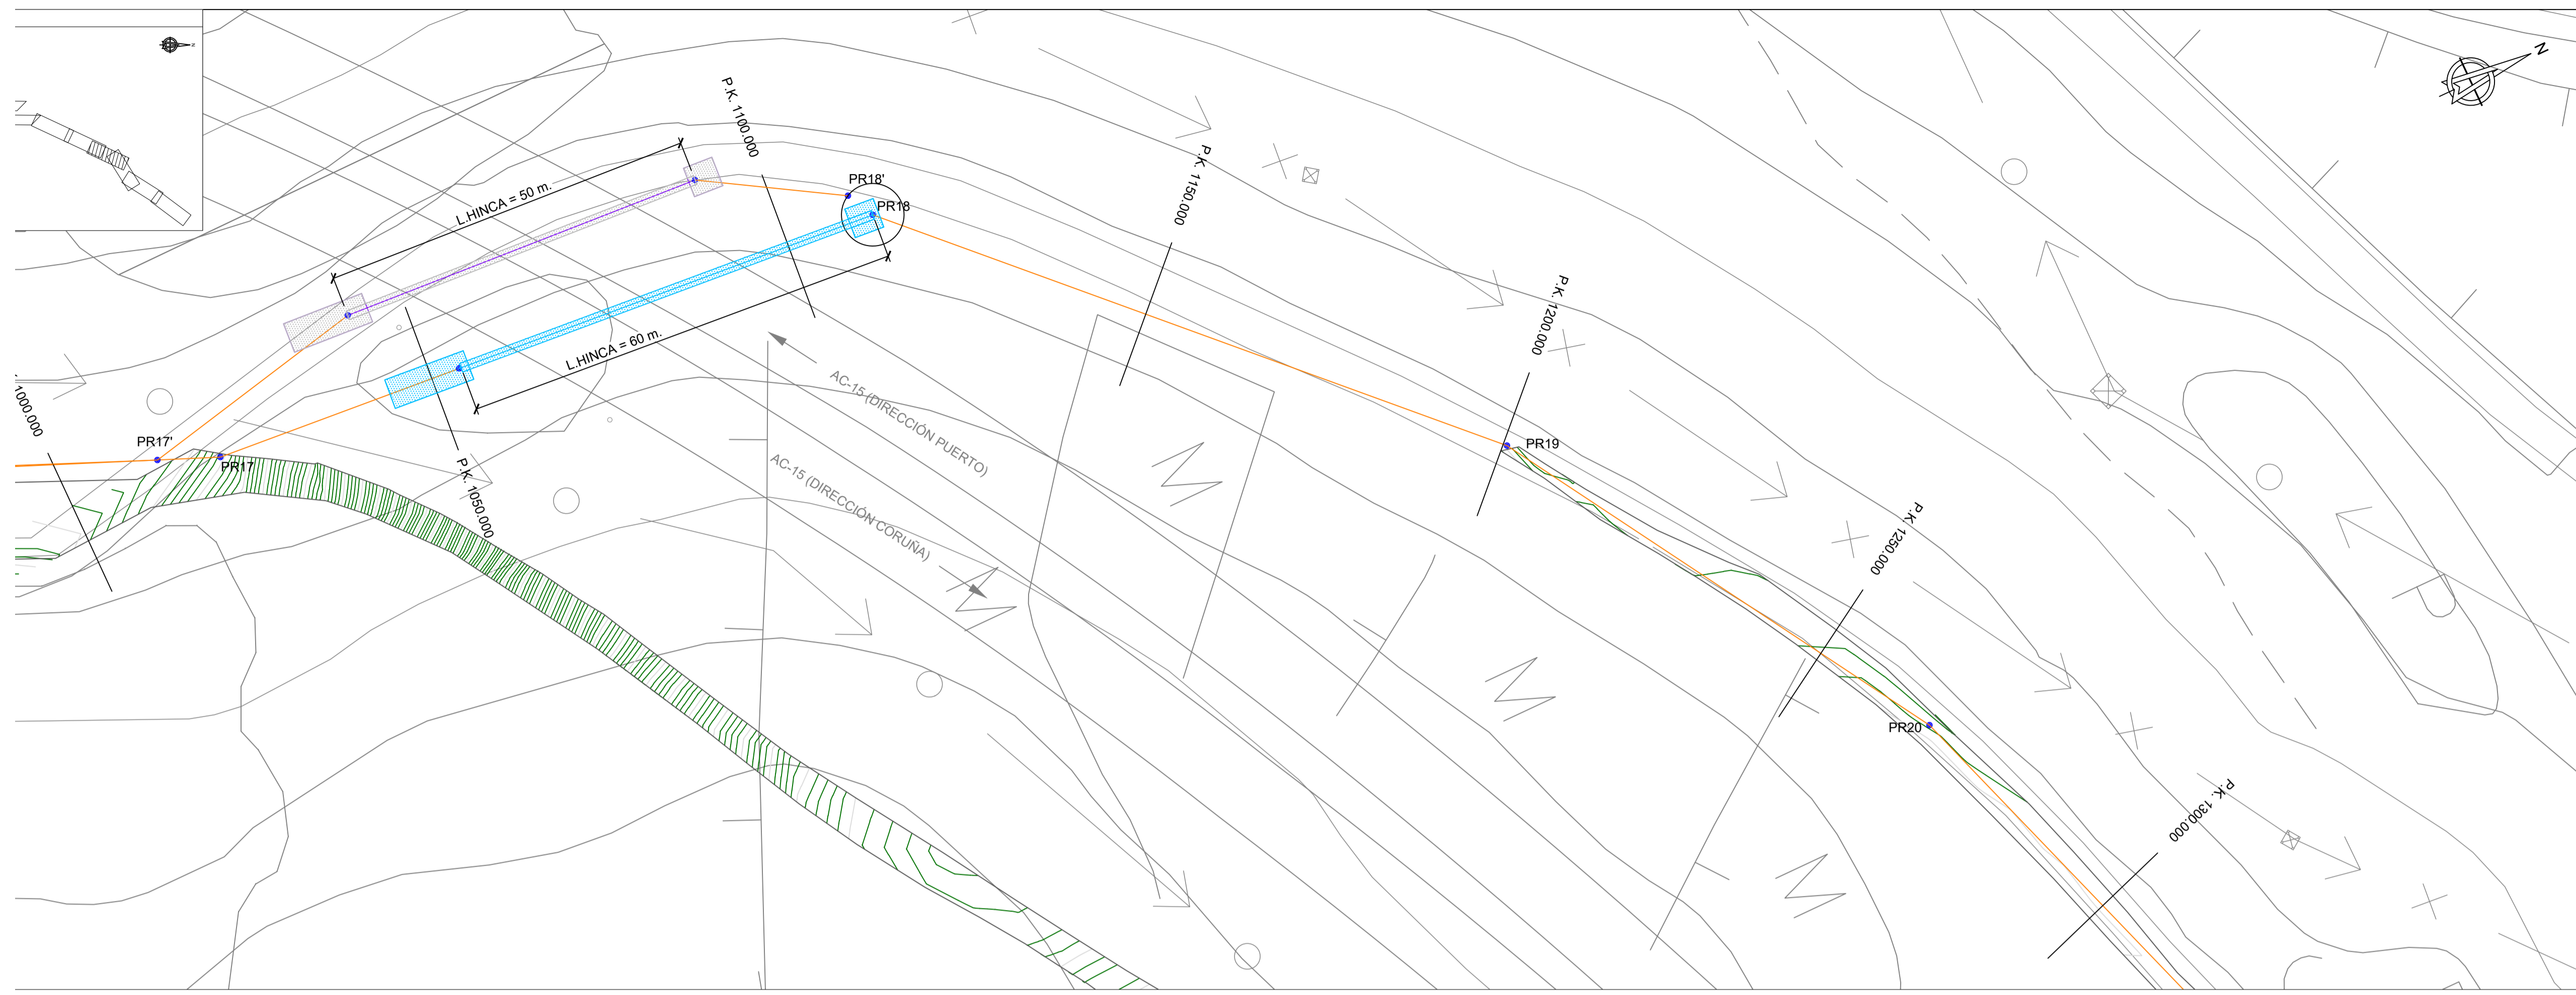 N
N
P.K. 1100.000
L.HINCA = 50 m.
PR18'
PR18
P.K. 1150.000
L.HINCA = 60 m.
P.K. 1200.000
AC-15 (DIRECCIÓN PUERTO)
AC-15 (DIRECCIÓN CORUÑA)
1000.000
PR17'
PR17
P.K. 1050.000
PR19
P.K. 1250.000
PR20
P.K. 1300.000